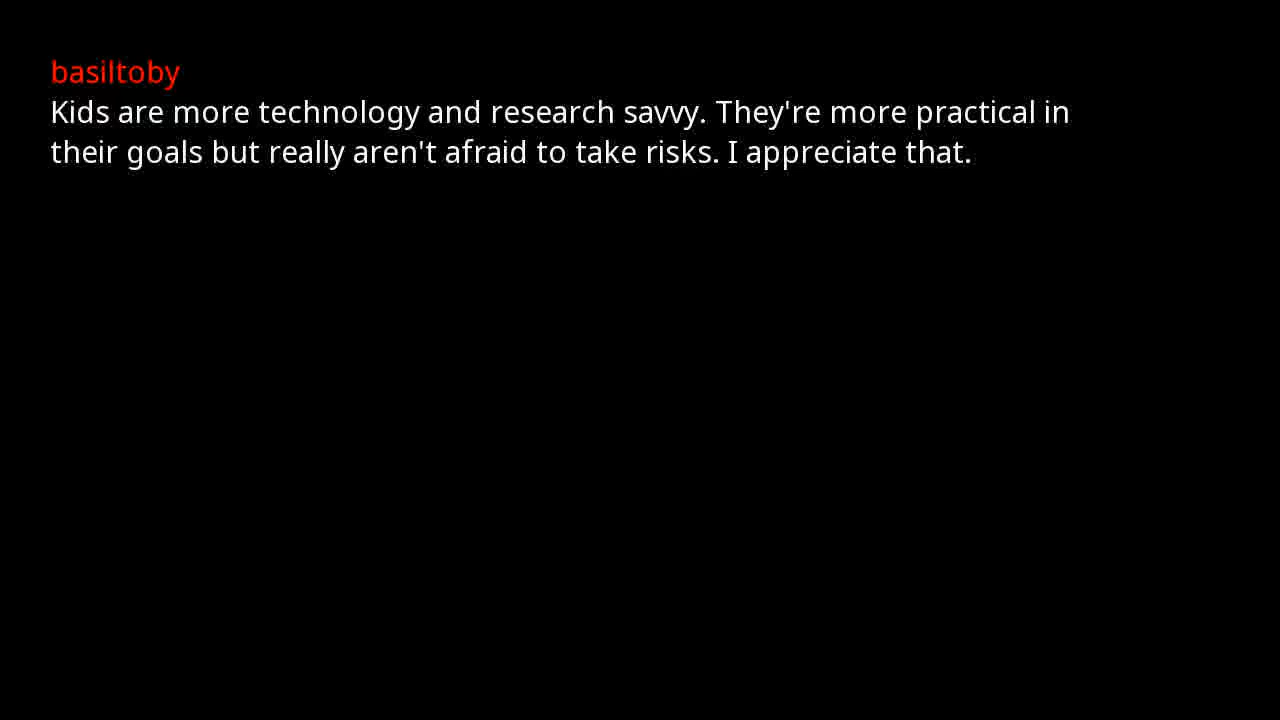 basiltoby
Kids are more technology and research savvy. They're more practical in
their goals but really aren't afraid to take risks. I appreciate that.